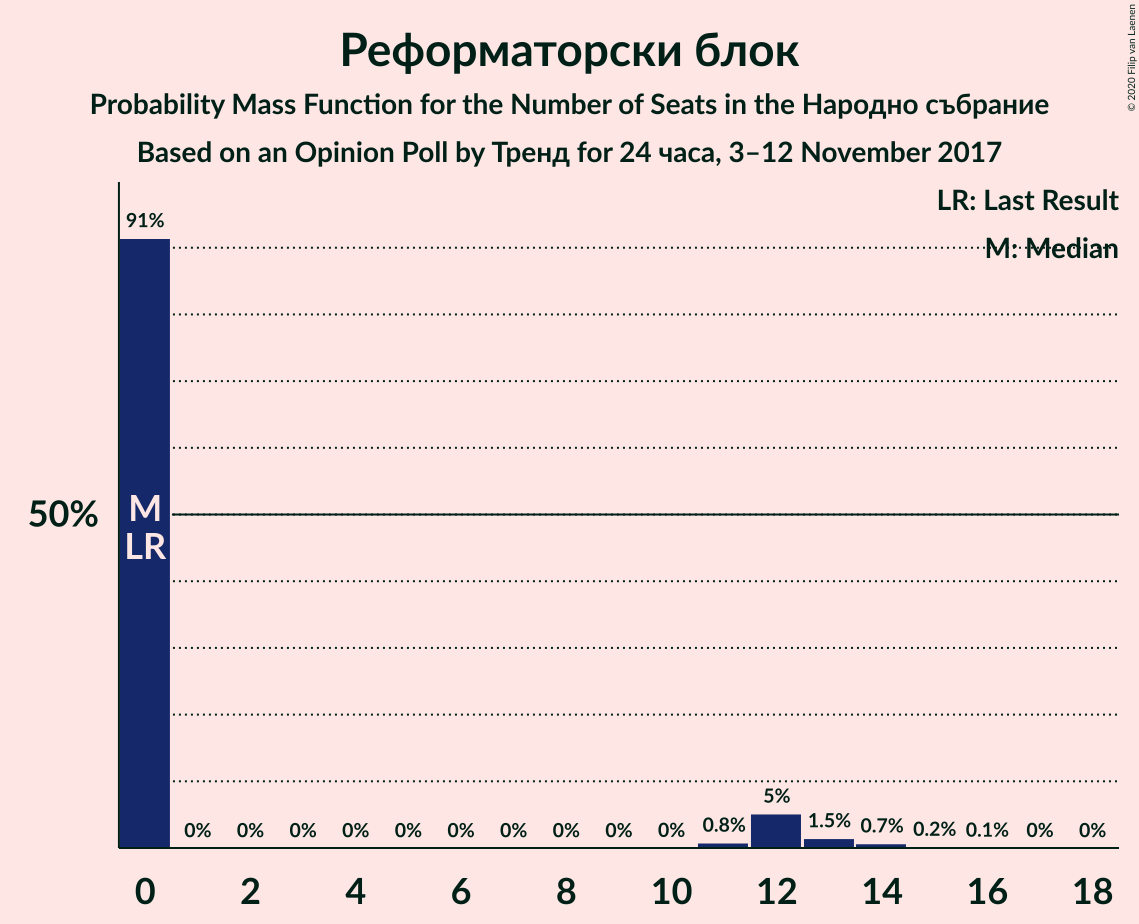 Реформаторски блок
Probability Mass Function for the Number of Seats in the Народно събрание
Based on an Opinion Poll by Тренд for 24 часа, 3–12 November 2017
© 2020 Filip van Laenen
LR: Last Result
M: Median
91%
50%
M
LR
0% 0% 0% 0% 0% 0% 0% 0% 0% 0% 0.8% 5% 1.5% 0.7% 0.2% 0.1% 0% 0%
0 2 4 6 8 10 12 14 16 18